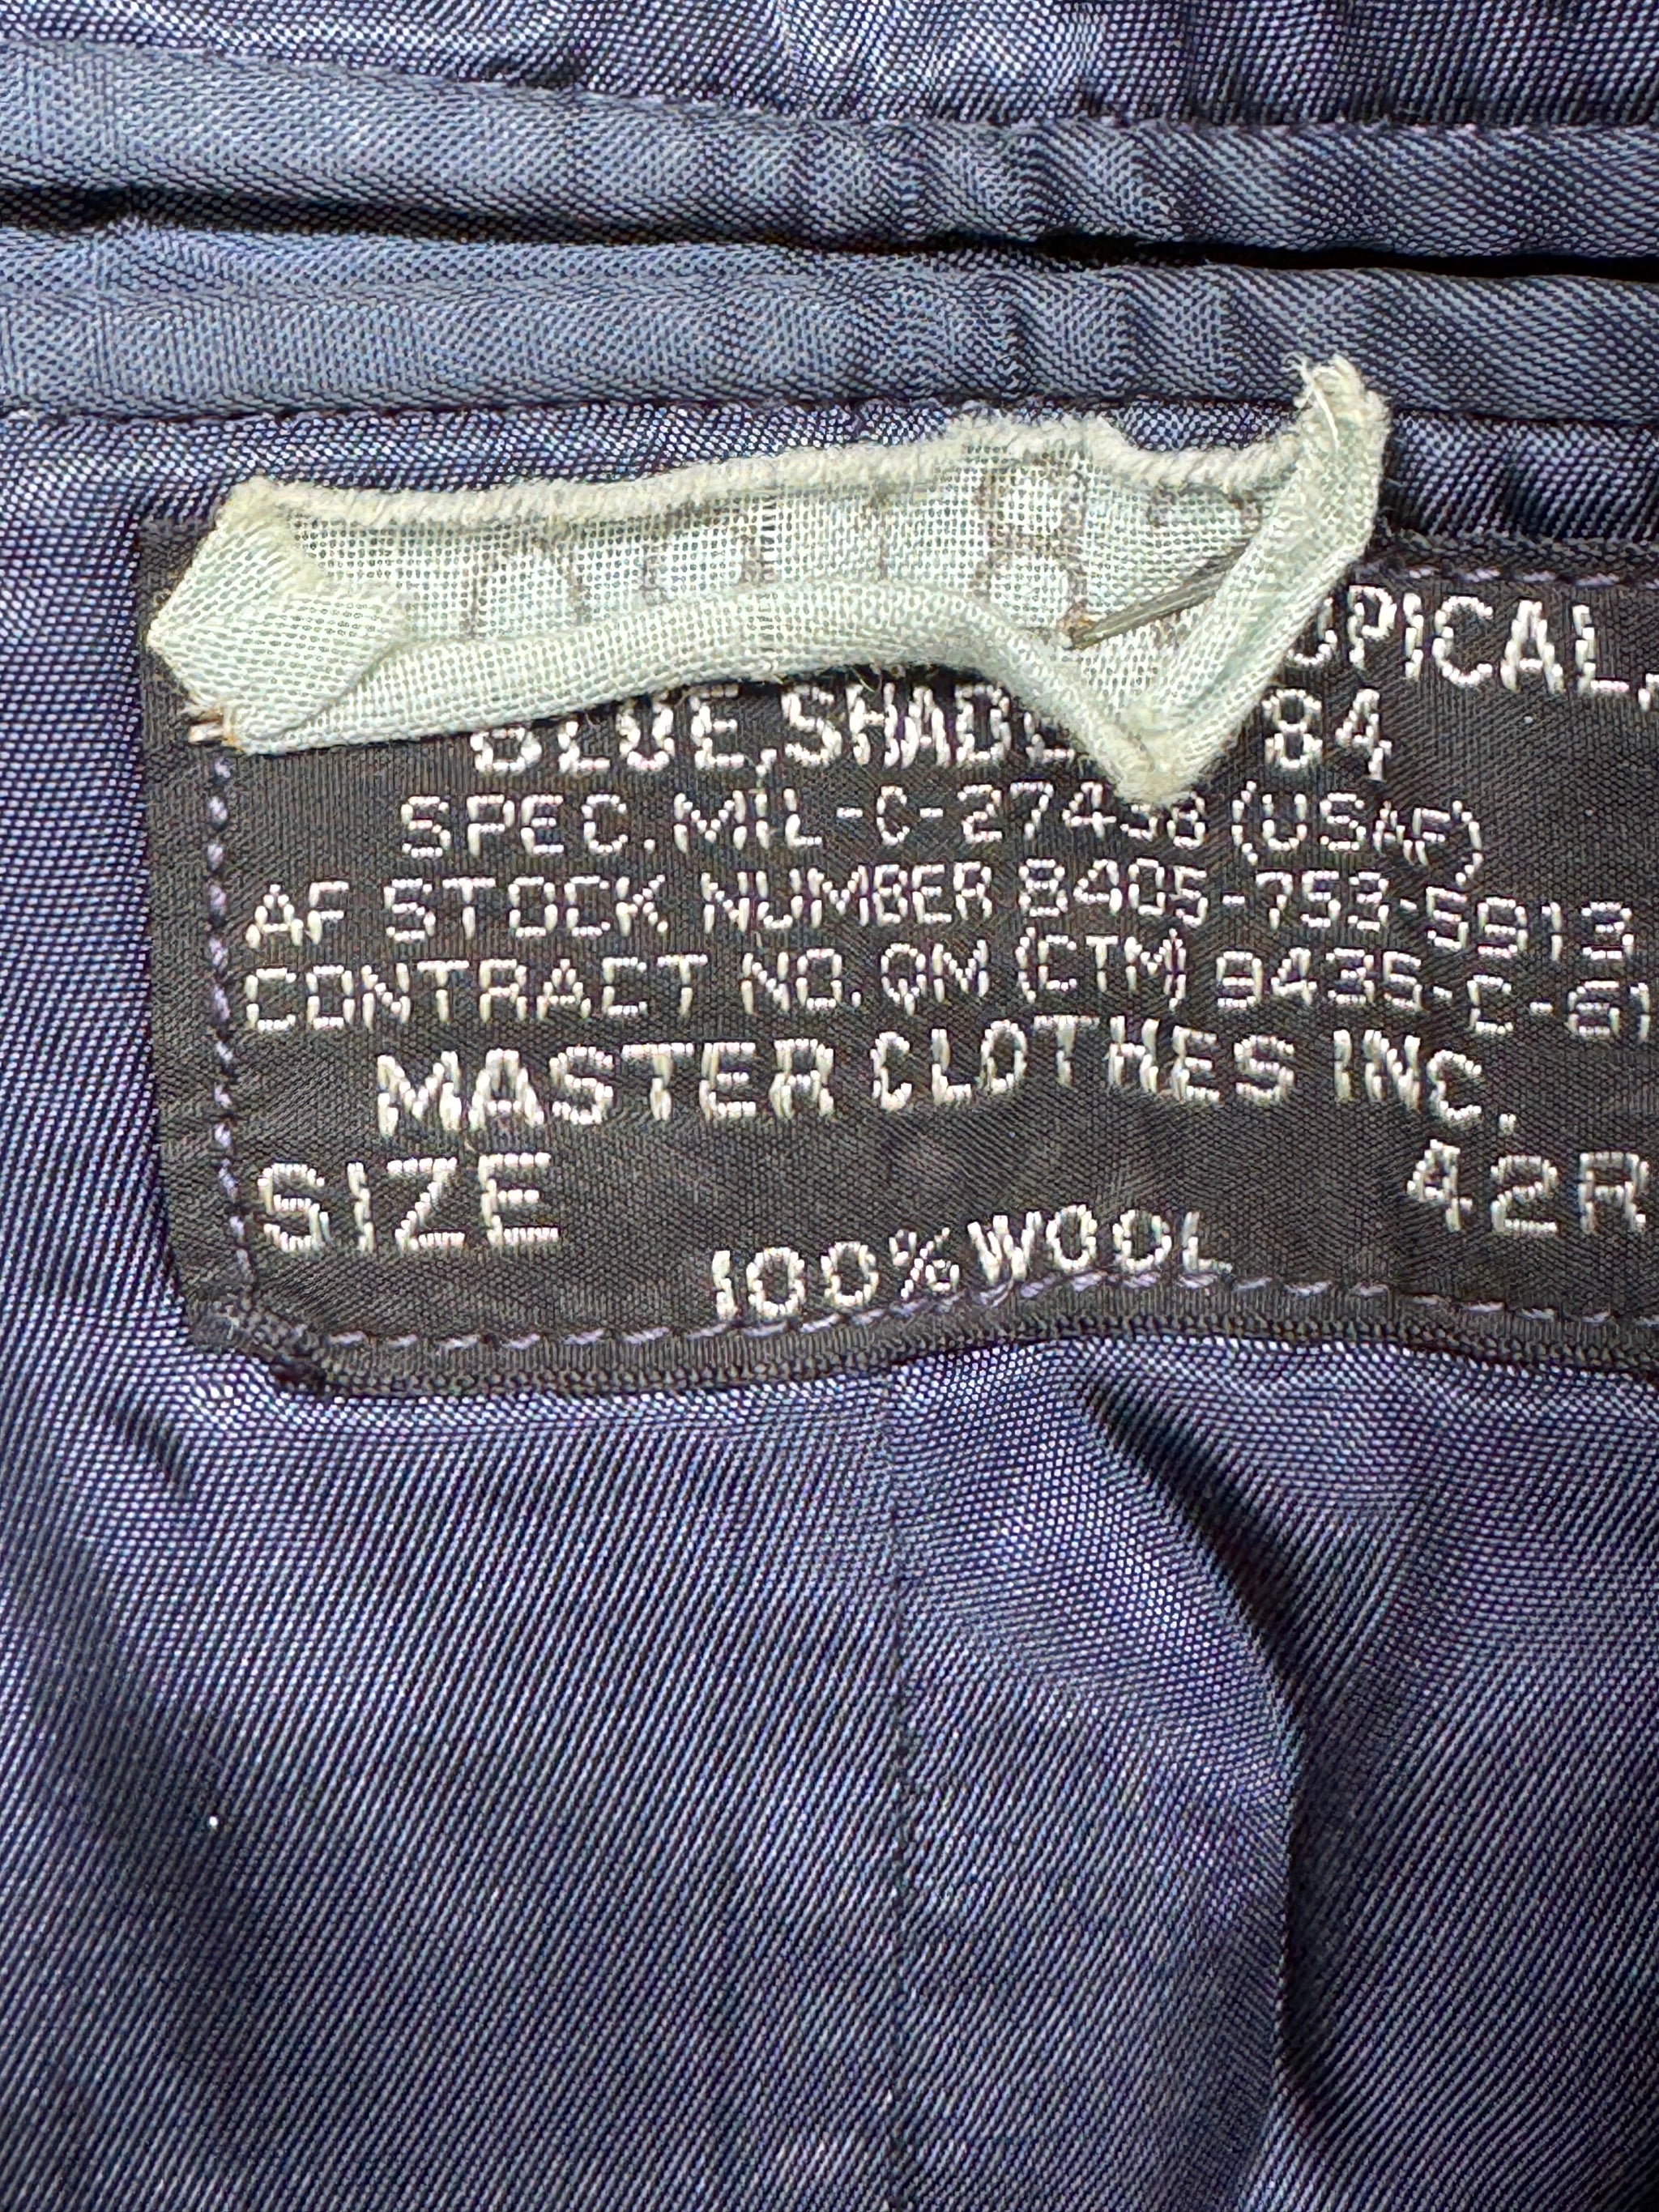 OPICAL,
BLUE, SHADE 84
SPEC. MIL-C-27438 (USAF)
AF STOCK NUMBER 8405-753-5913
CONTRACT NO. QM (CTM) 9435-C-61
MASTER CLOTHES INC.
SIZE 42R
100% WOOL